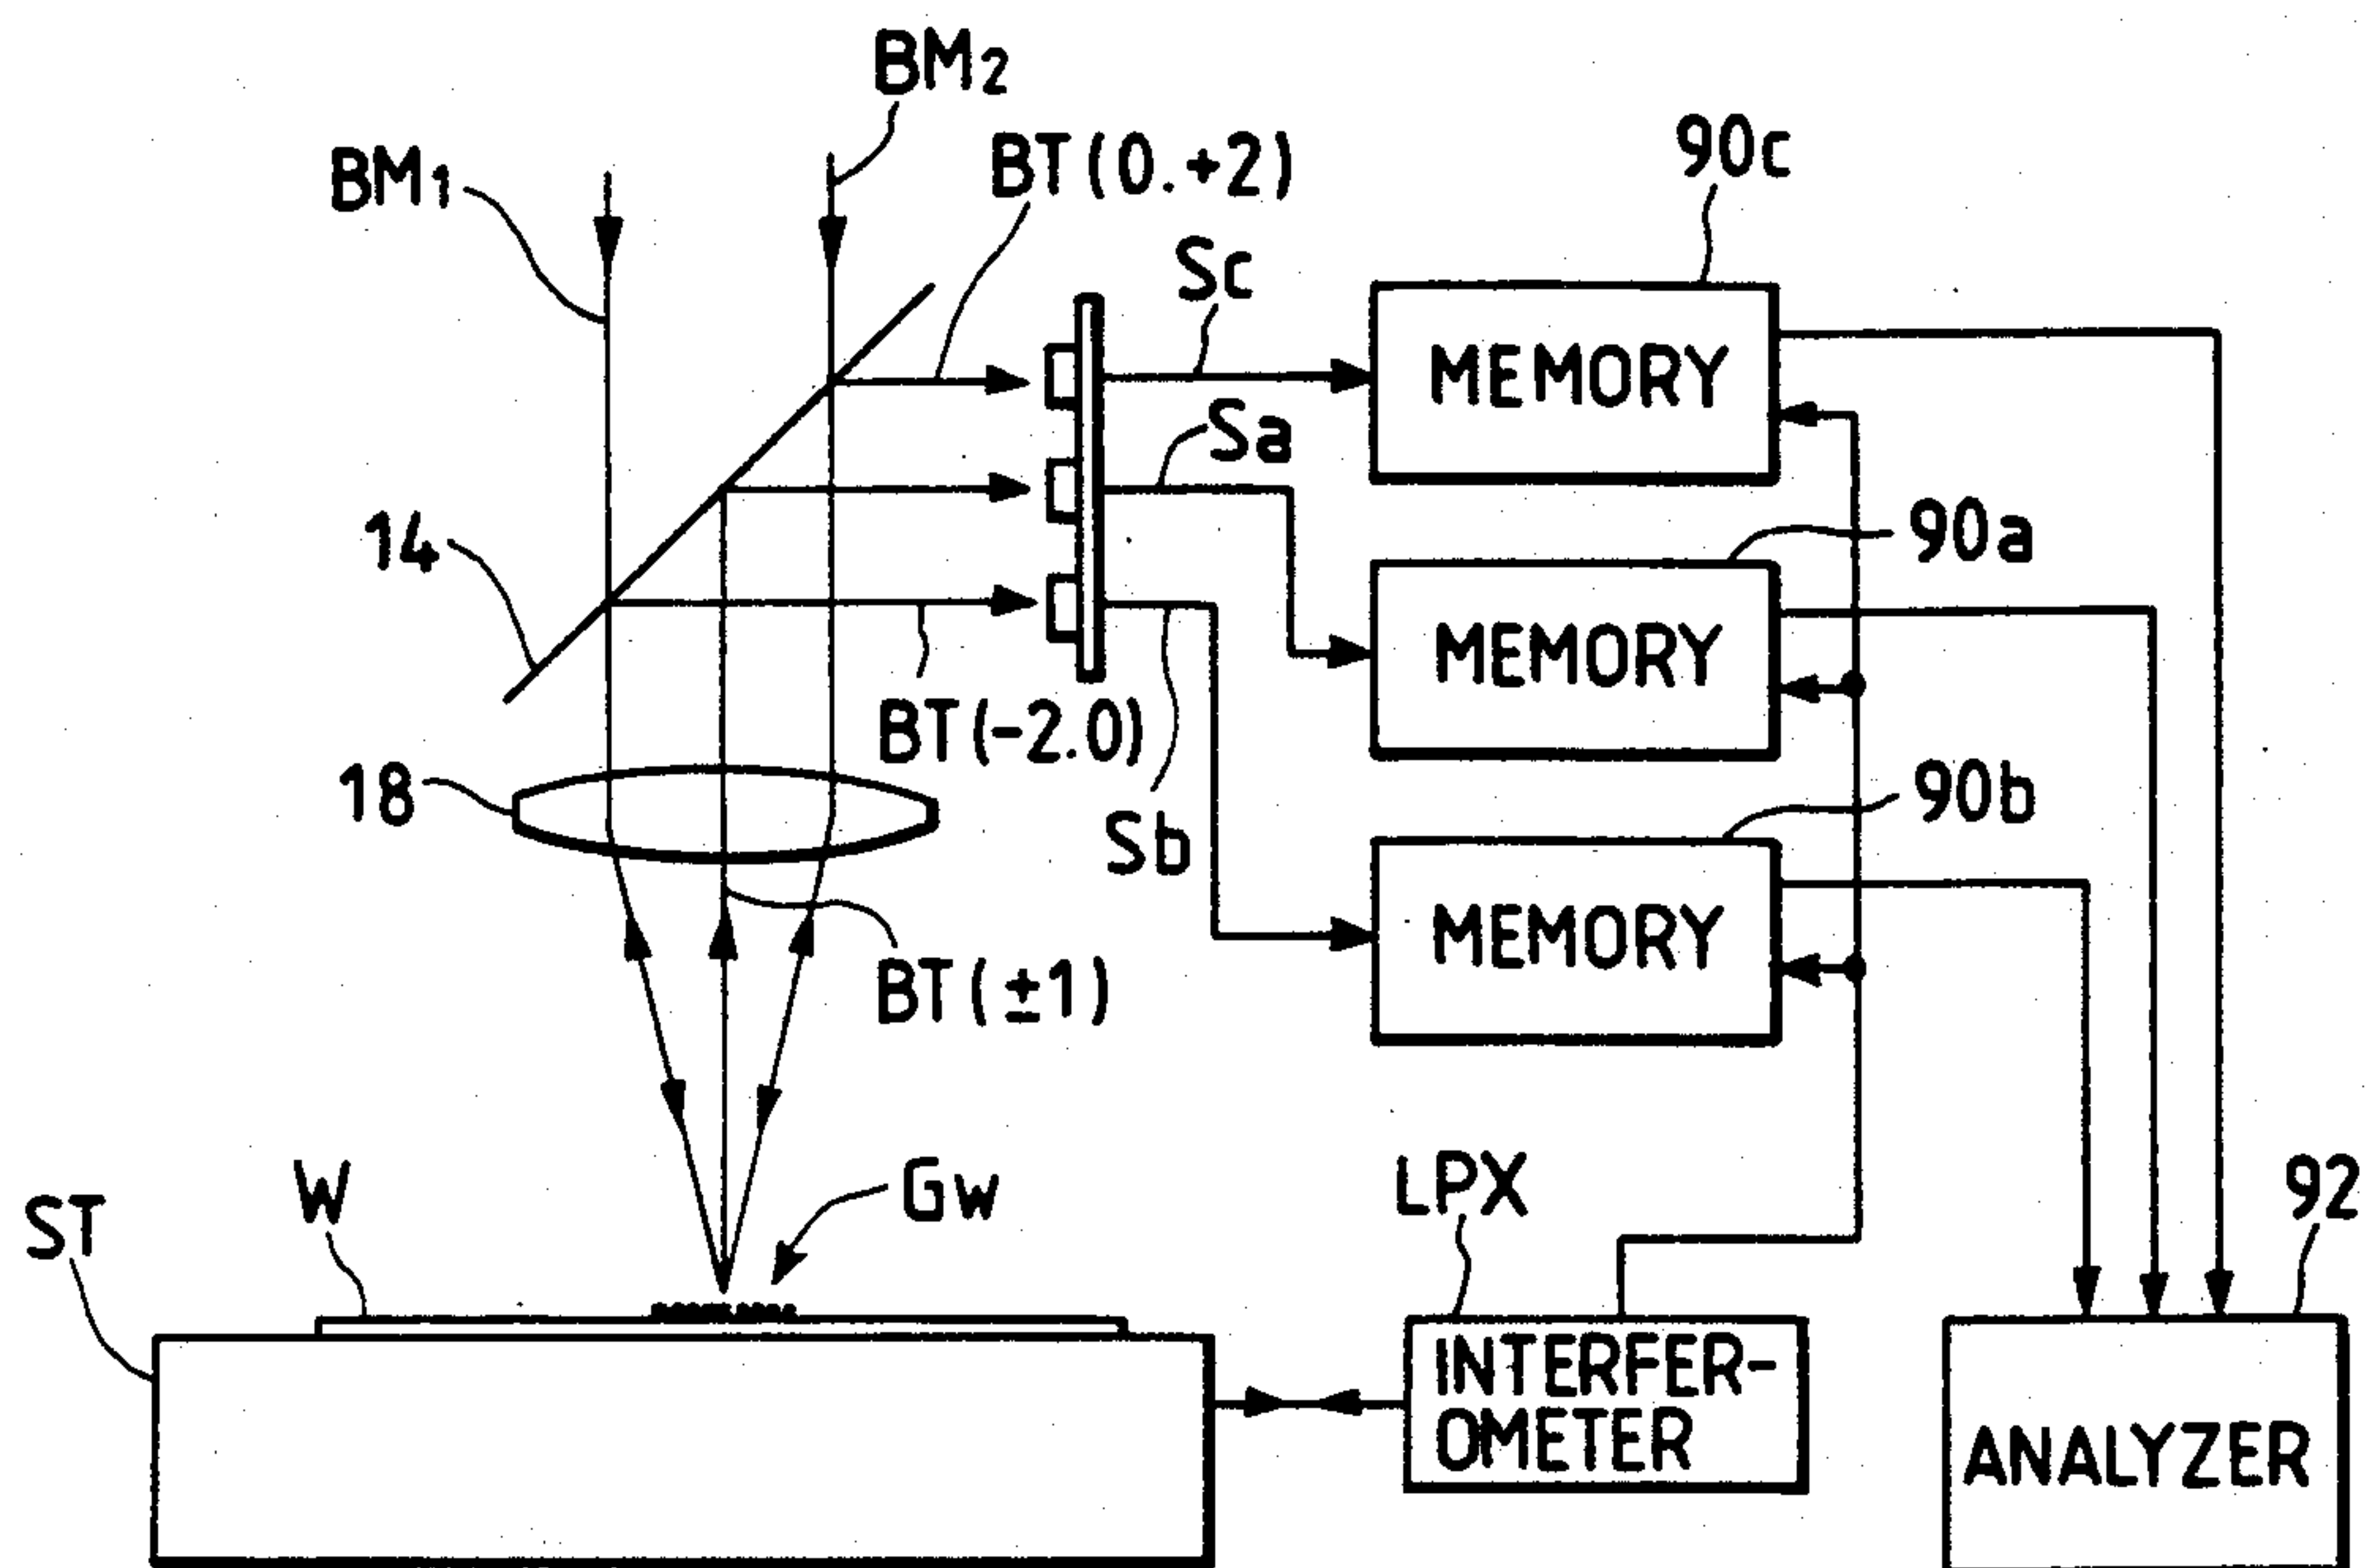 BM2
BM1
BT(0.+2)
90c
Sc
MEMORY
Sa
14
90a
MEMORY
BT(-2.0)
18
90b
Sb
MEMORY
BT(±1)
W
Gw
LPX
92
ST
INTERFER-
OMETER
ANALYZER